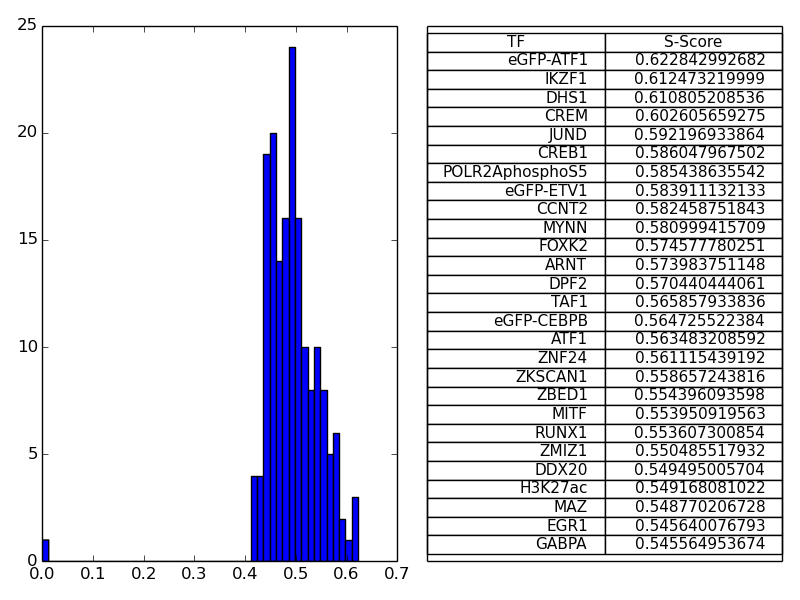 25
20
15
10
5
0
0.0 0.1 0.2 0.3 0.4 0.5 0.6 0.7
TF S-Score
eGFP-ATF1 0.622842992682
IKZF1 0.612473219999
DHS1 0.610805208536
CREM 0.602605659275
JUND 0.592196933864
CREB1 0.586047967502
POLR2AphosphoS5 0.585438635542
eGFP-ETV1 0.583911132133
CCNT2 0.582458751843
MYNN 0.580999415709
FOXK2 0.574577780251
ARNT 0.573983751148
DPF2 0.570440444061
TAF1 0.565857933836
eGFP-CEBPB 0.564725522384
ATF1 0.563483208592
ZNF24 0.561115439192
ZKSCAN1 0.558657243816
ZBED1 0.554396093598
MITF 0.553950919563
RUNX1 0.553607300854
ZMIZ1 0.550485517932
DDX20 0.549495005704
H3K27ac 0.549168081022
MAZ 0.548770206728
EGR1 0.545640076793
GABPA 0.545564953674